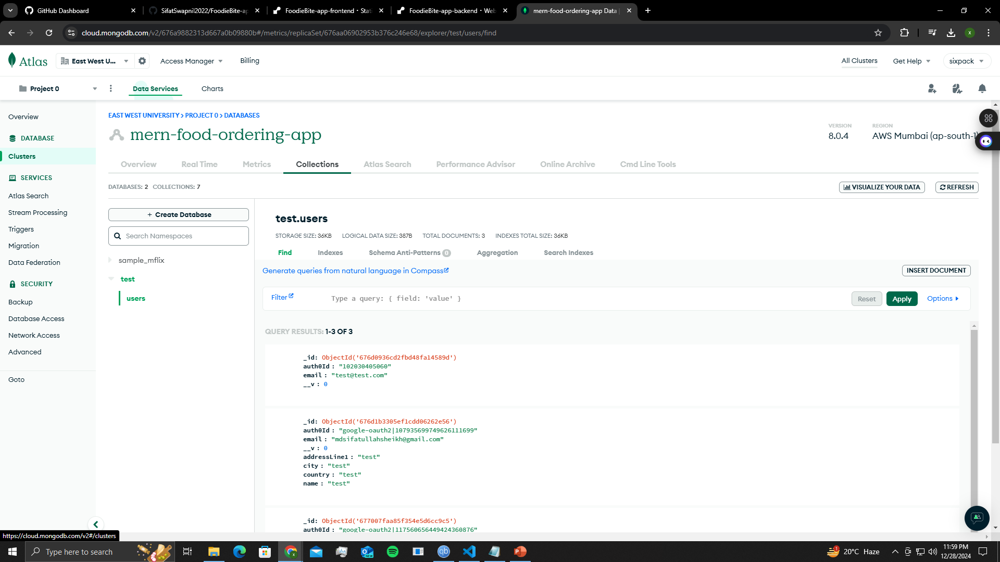 GitHub Dashboard
SifatSwapnil2022/FoodieBite-ap
FoodieBite-app-frontend · Stati
FoodieBite-app-backend · Web
mern-food-ordering-app Data |
cloud.mongodb.com/v2/676a9882313d667a0b09880b#/metrics/replicaSet/676aa06902953b376c246e68/explorer/test/users/find
x
Atlas
East West U...
Access Manager
Billing
All Clusters
Get Help
sixpack
Project 0
Data Services
Charts
Overview
DATABASE
Clusters
SERVICES
Atlas Search
Stream Processing
Triggers
Migration
Data Federation
SECURITY
Backup
Database Access
Network Access
Advanced
Goto
EAST WEST UNIVERSITY > PROJECT 0 > DATABASES
mern-food-ordering-app
VERSION
8.0.4
REGION
AWS Mumbai (ap-south-1)
Overview
Real Time
Metrics
Collections
Atlas Search
Performance Advisor
Online Archive
Cmd Line Tools
DATABASES: 2 COLLECTIONS: 7
VISUALIZE YOUR DATA
REFRESH
+ Create Database
Search Namespaces
sample_mflix
test
users
test.users
STORAGE SIZE: 36KB LOGICAL DATA SIZE: 387B TOTAL DOCUMENTS: 3 INDEXES TOTAL SIZE: 36KB
Find
Indexes
Schema Anti-Patterns 0
Aggregation
Search Indexes
Generate queries from natural language in Compass
INSERT DOCUMENT
Filter
Type a query: { field: 'value' }
Reset
Apply
Options
QUERY RESULTS: 1-3 OF 3
_id: ObjectId('676d0936cd2fbd48fa14589d')
auth0Id : "102030405060"
email : "test@test.com"
__v : 0
_id: ObjectId('676d1b3305ef1cdd06262e56')
auth0Id : "google-oauth2|107935699749626111699"
email : "mdsifatullahsheikh@gmail.com"
__v : 0
addressLine1 : "test"
city : "test"
country : "test"
name : "test"
_id: ObjectId('677007faa85f354e5d6cc9c5')
auth0Id : "google-oauth2|117560656449424360876"
https://cloud.mongodb.com/v2#/clusters
Type here to search
NEW
qb
1
20°C Haze
11:59 PM
12/28/2024